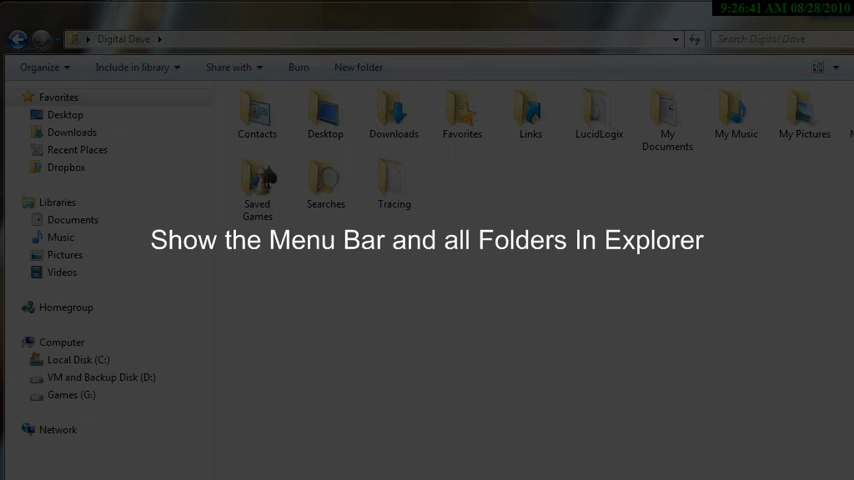 9:26:41 AM 08/28/2010
Digital Dave
Search Digital Dave
Organize
Include in library
Share with
Burn
New folder
Favorites
Desktop
Downloads
Recent Places
Dropbox
Libraries
Documents
Music
Pictures
Videos
Homegroup
Computer
Local Disk (C:)
VM and Backup Disk (D:)
Games (G:)
Network
Contacts
Desktop
Downloads
Favorites
Links
LucidLogix
My Documents
My Music
My Pictures
Saved Games
Searches
Tracing
Show the Menu Bar and all Folders In Explorer